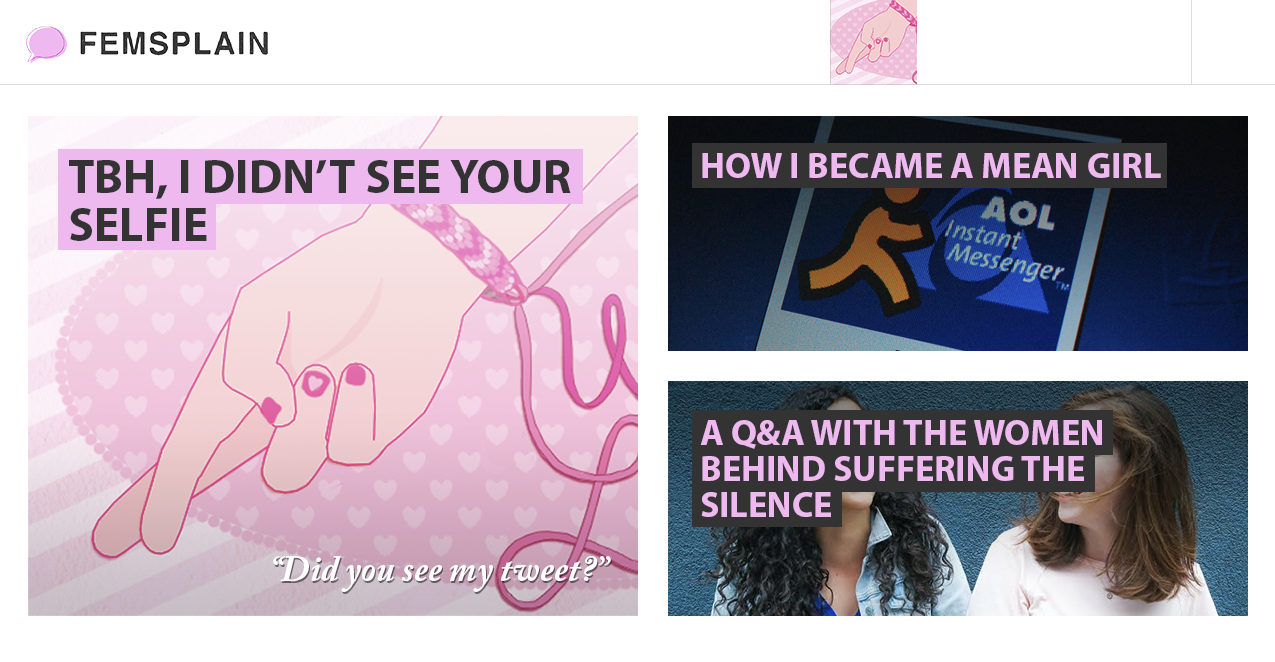 FEMSPLAIN
TBH, I DIDN’T SEE YOUR
SELFIE
“Did you see my tweet?”
HOW I BECAME A MEAN GIRL
AOL
Instant
Messenger™
A Q&A WITH THE WOMEN
BEHIND SUFFERING THE
SILENCE